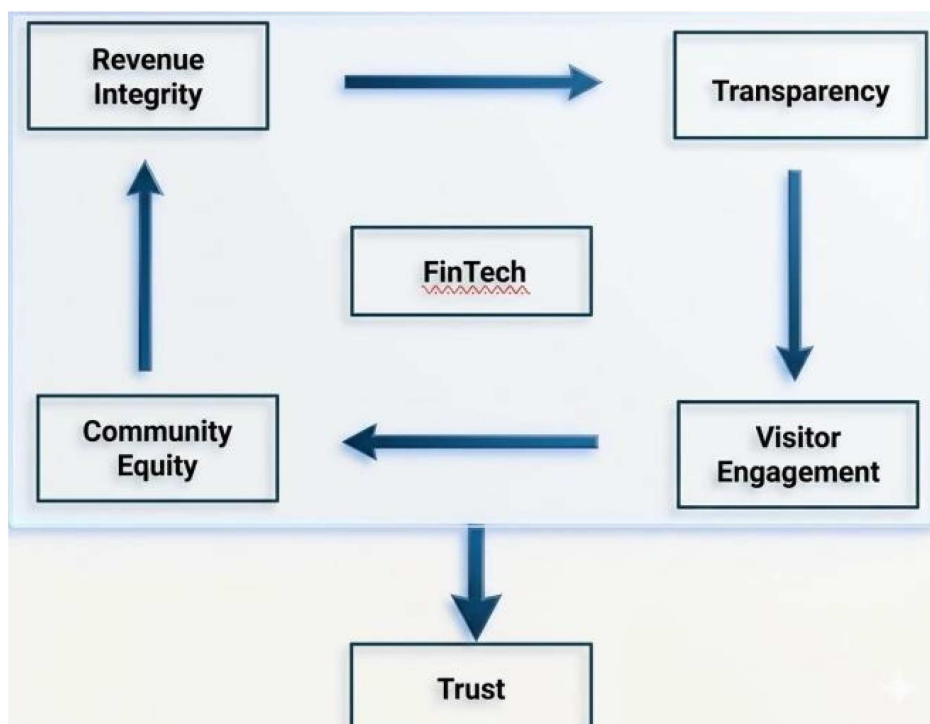 Revenue
Integrity
Transparency
FinTech
Community
Equity
Visitor
Engagement
Trust